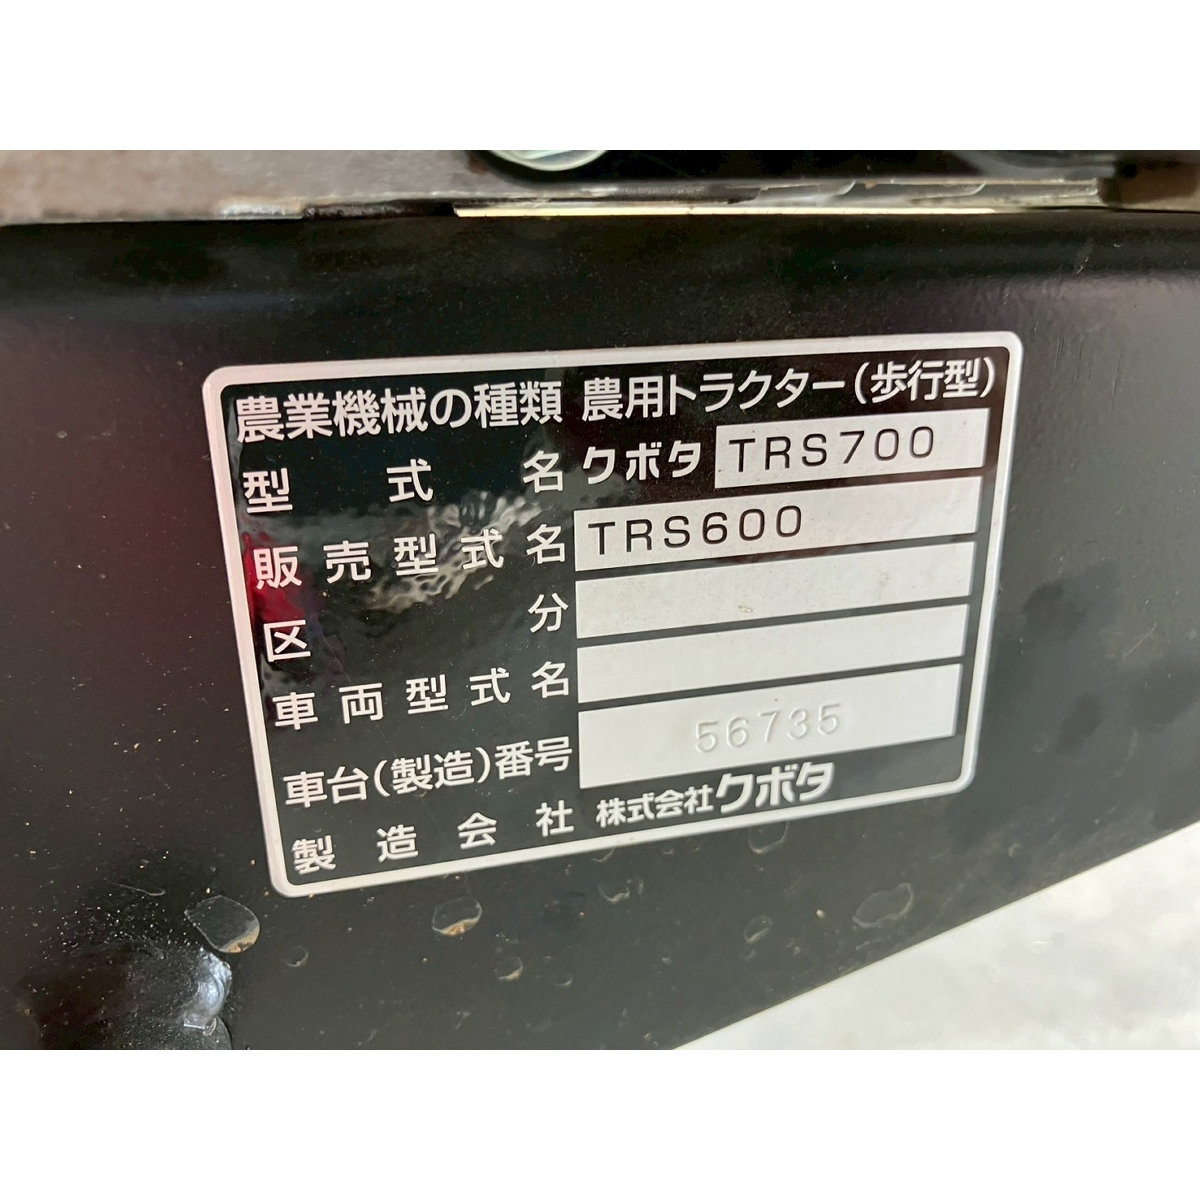 農業機械の種類 農用トラクター(歩行型)
型式名 クボタ TRS700
販売型式名 TRS600
区分
車両型式名
車台(製造)番号 56735
製造会社 株式会社クボタ